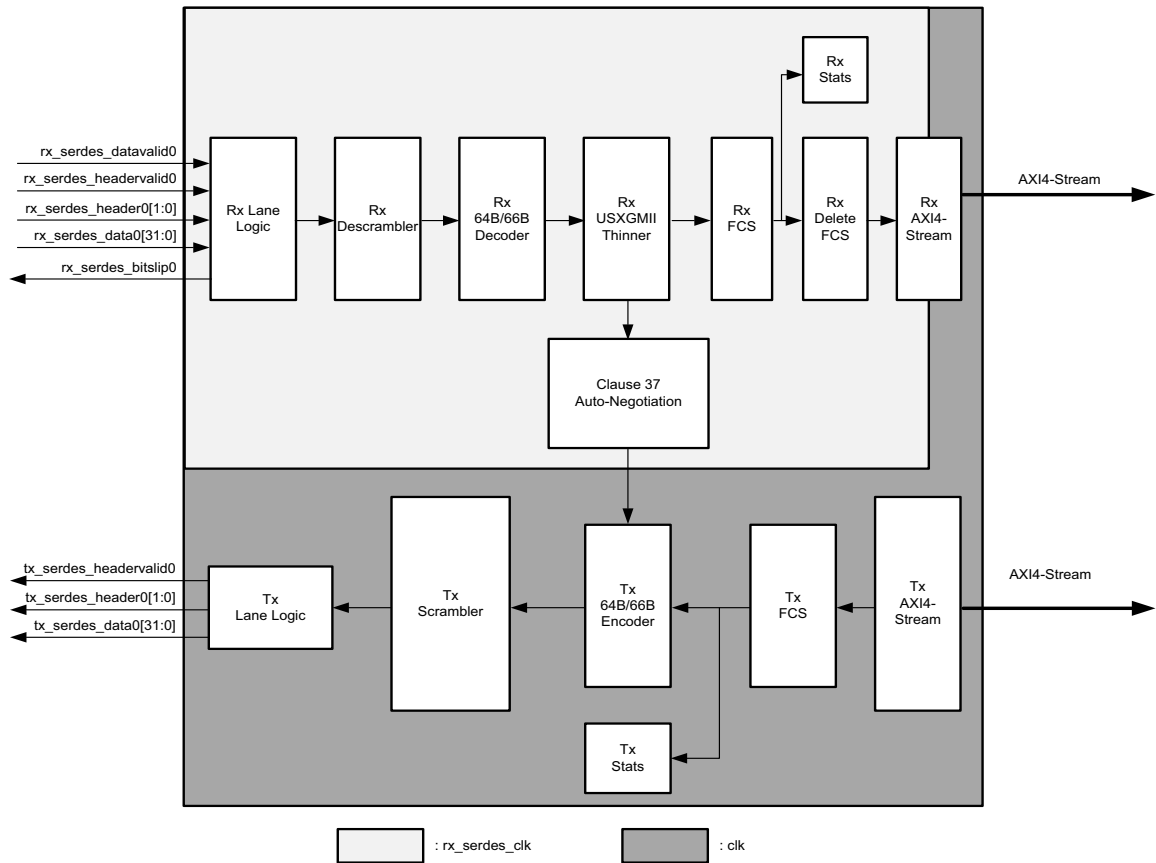 Rx
Stats
rx_serdes_datavalid0
rx_serdes_headervalid0
rx_serdes_header0[1:0]
rx_serdes_data0[31:0]
rx_serdes_bitslip0
Rx Lane
Logic
Rx
Descrambler
Rx
64B/66B
Decoder
Rx
USXGMII
Thinner
Rx
FCS
Rx
Delete
FCS
Rx
AXI4-
Stream
AXI4-Stream
Clause 37
Auto-Negotiation
tx_serdes_headervalid0
tx_serdes_header0[1:0]
tx_serdes_data0[31:0]
Tx
Lane Logic
Tx
Scrambler
Tx
64B/66B
Encoder
Tx
FCS
Tx
AXI4-
Stream
AXI4-Stream
Tx
Stats
: rx_serdes_clk
: clk